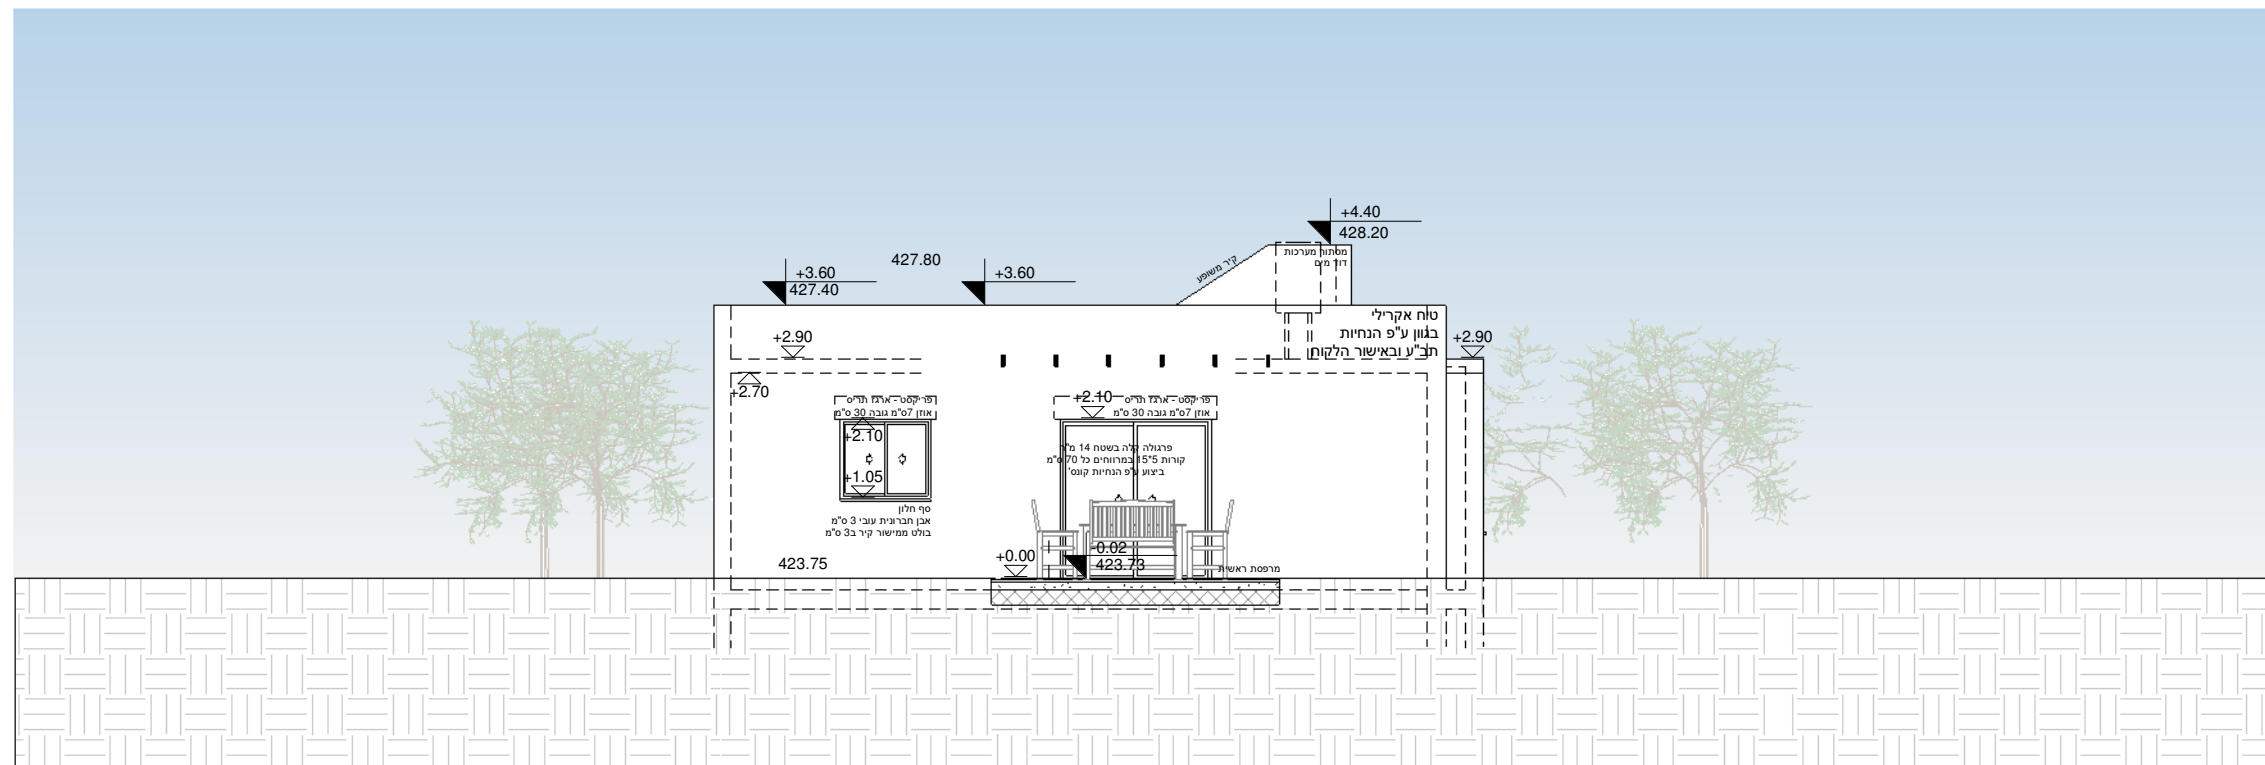 +4.40
428.20
מסתור מערכות
דוד מים
קיר משופע
427.80
+3.60
427.40
+3.60
טיח אקרילי
בגוון ע"פ הנחיות
תב"ע ובאישור הלקוח
+2.90
+2.90
+2.70
פריקסט - ארגז תריס
אוזן 7ס"מ גובה 30 ס"מ
+2.10
+1.05
סף חלון
אבן חברונית עובי 3 ס"מ
בולט ממישור קיר ב3 ס"מ
פריקסט - ארגז תריס
+2.10
אוזן 7ס"מ גובה 30 ס"מ
פרגולה קלה בשטח 14 מ"ר
קורות 5*15 במרווחים כל 70 ס"מ
ביצוע ע"פ הנחיות קונס'
423.75
+0.00
-0.02
423.73
מרפסת ראשית